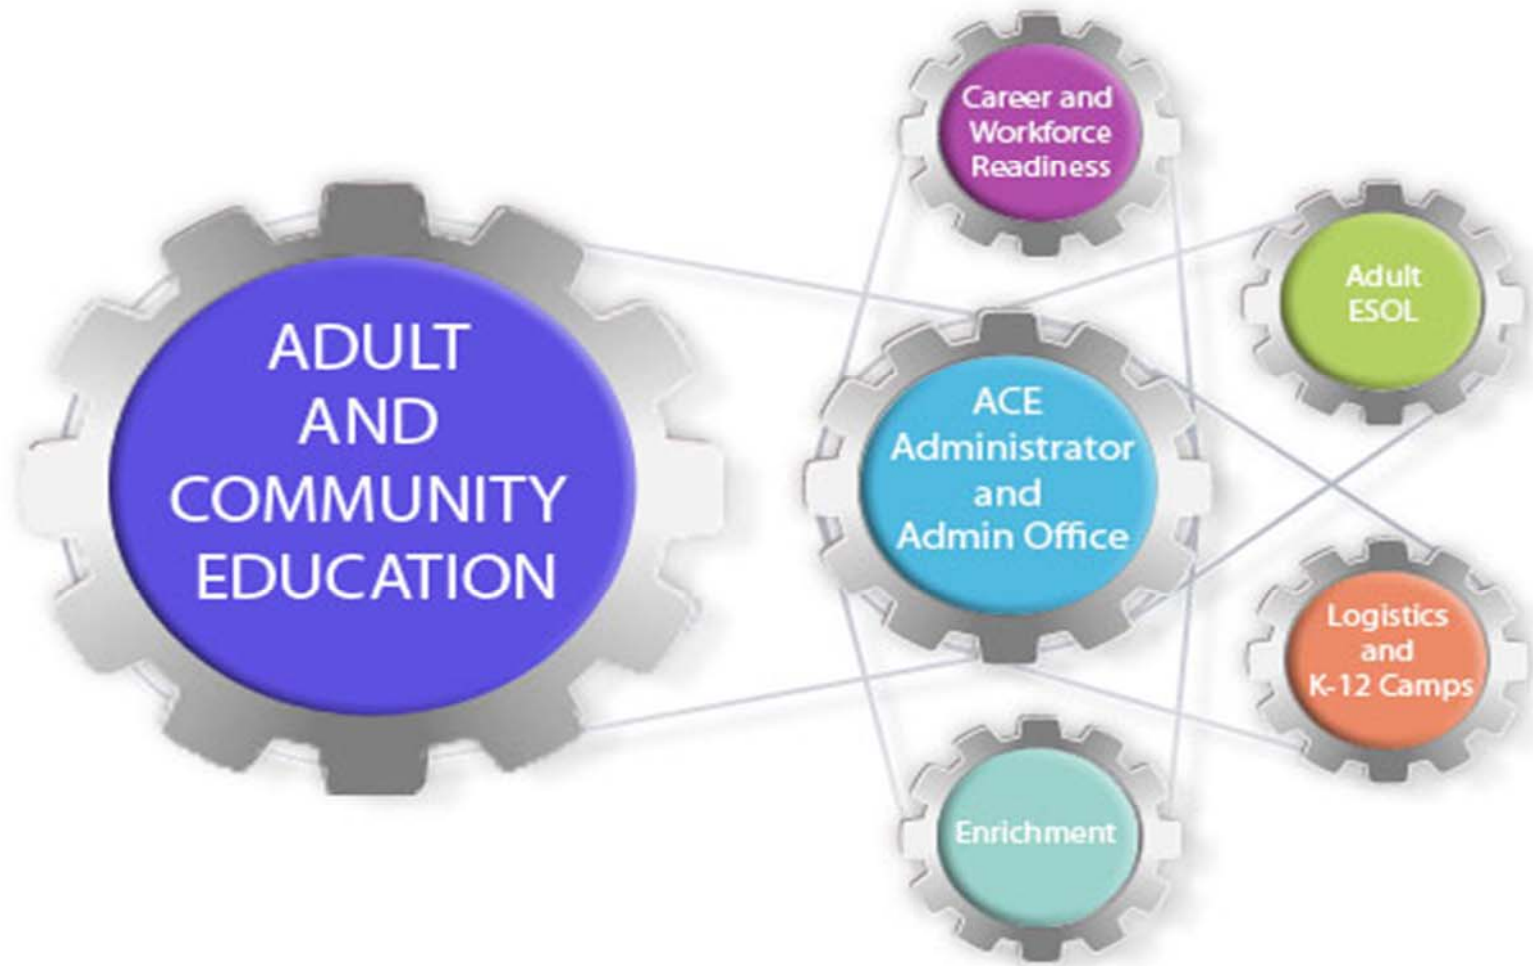 ADULT
AND
COMMUNITY
EDUCATION
Career and
Workforce
Readiness
Adult
ESOL
ACE
Administrator
and
Admin Office
Logistics
and
K-12 Camps
Enrichment